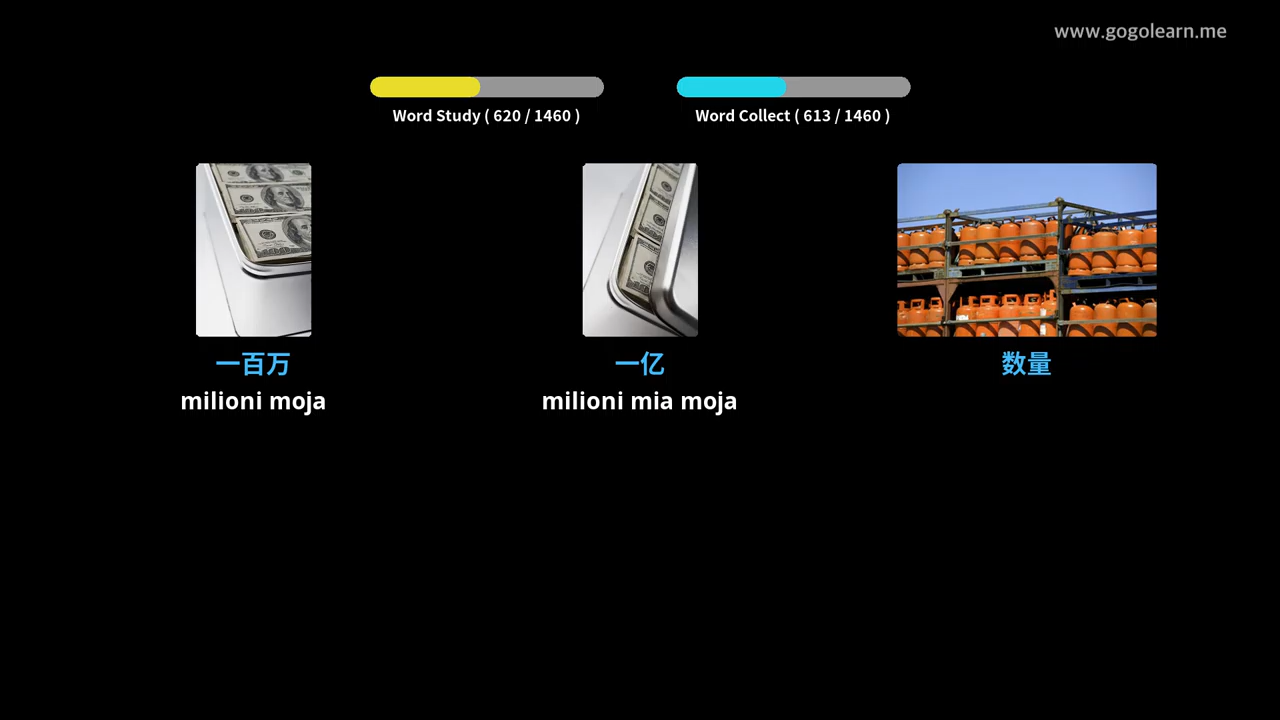 www.gogolearn.me
Word Study ( 620 / 1460 )
Word Collect ( 613 / 1460 )
一百万
milioni moja
一亿
milioni mia moja
数量